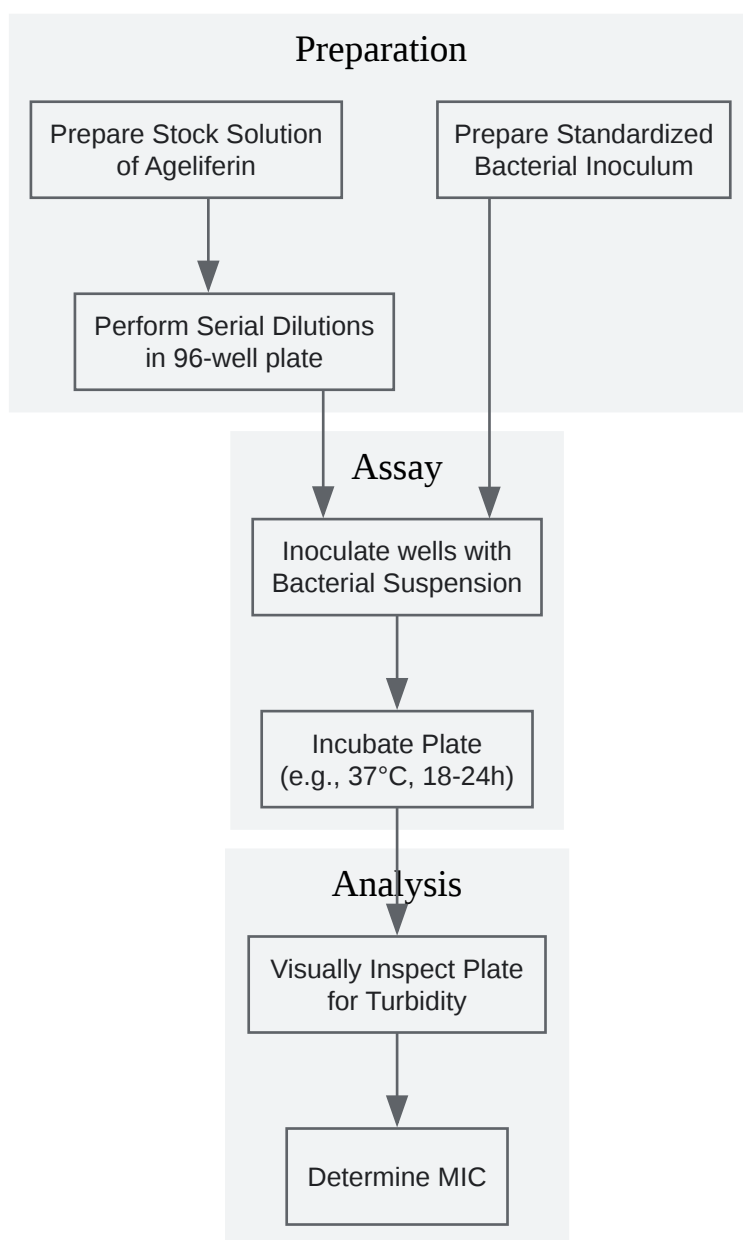 Preparation
Prepare Stock Solution
of Ageliferin
Prepare Standardized
Bacterial Inoculum
Perform Serial Dilutions
in 96-well plate
Assay
Inoculate wells with
Bacterial Suspension
Incubate Plate
(e.g., 37°C, 18-24h)
Analysis
Visually Inspect Plate
for Turbidity
Determine MIC